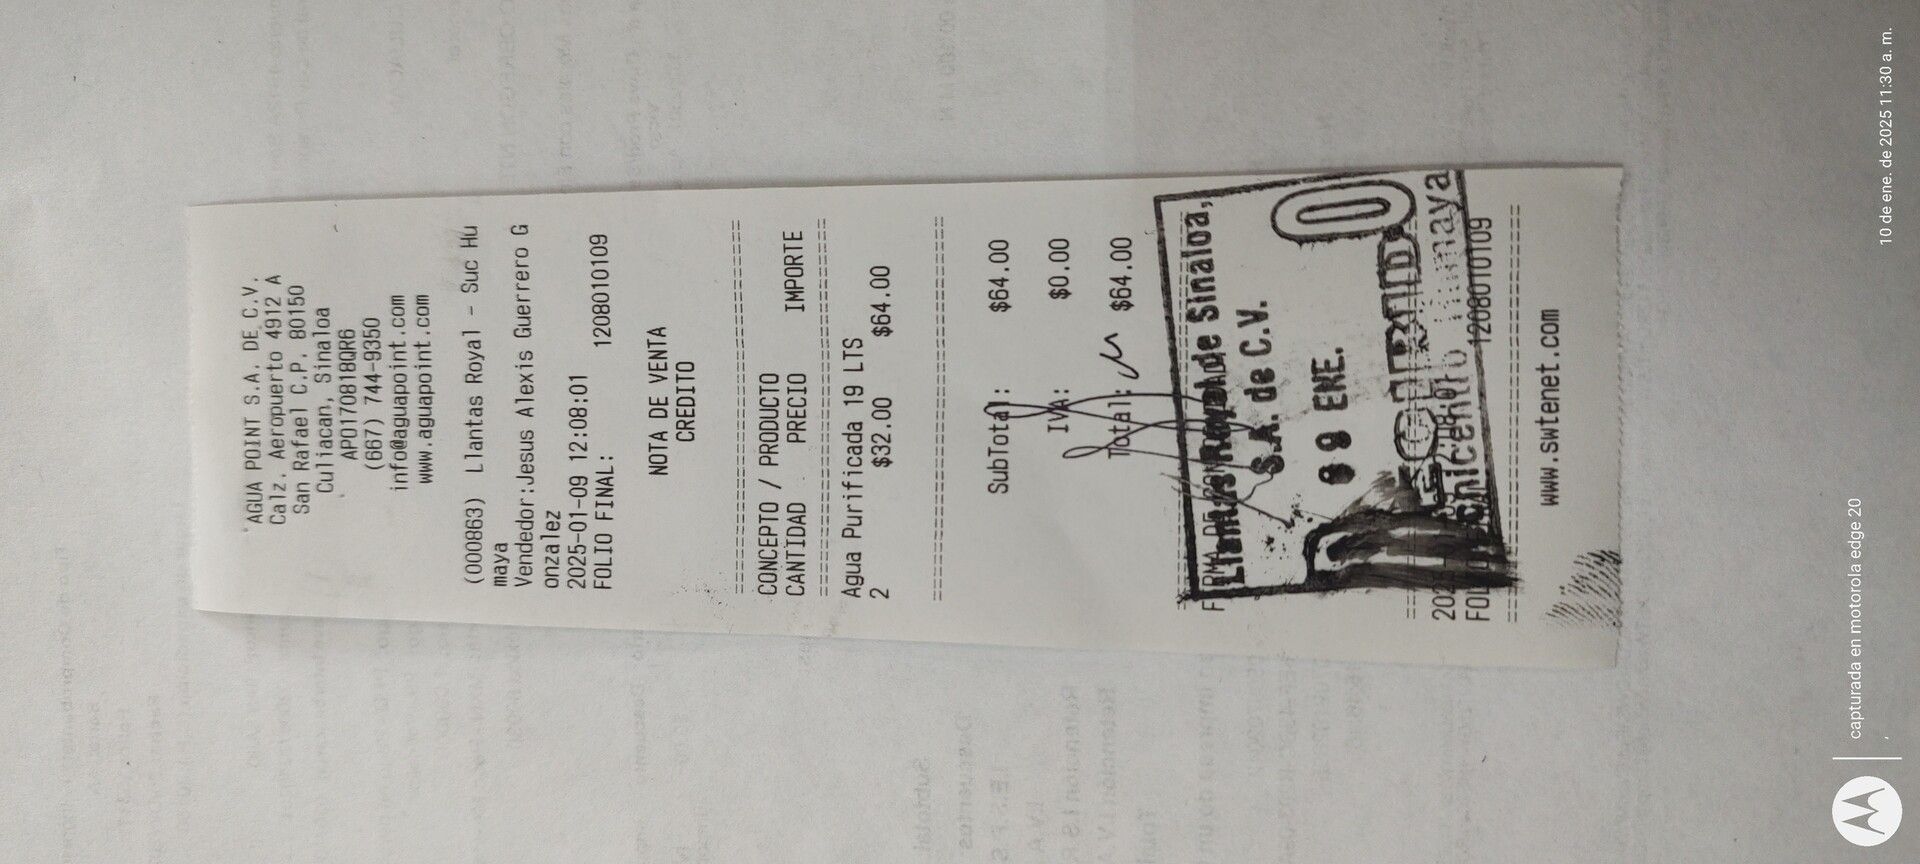 AGUA POINT S.A. DE C.V.
Calz. Aeropuerto 4912 A
San Rafael C.P. 80150
Culiacan, Sinaloa
APO170818QR6
(667) 744-9350
info@aguapoint.com
www.aguapoint.com
(000863) Llantas Royal - Suc Hu
maya
Vendedor:Jesus Alexis Guerrero G
onzalez
2025-01-09 12:08:01
FOLIO FINAL: 1208010109
NOTA DE VENTA
CREDITO
CONCEPTO / PRODUCTO
CANTIDAD PRECIO IMPORTE
Agua Purificada 19 LTS
2 $32.00 $64.00
SubTotal: $64.00
IVA: $0.00
Total: $64.00
Llantas Royal de Sinaloa,
S.A. de C.V.
09 ENE.
1208010109
www.swtenet.com
capturada en motorola edge 20
10 de ene. de 2025 11:30 a. m.